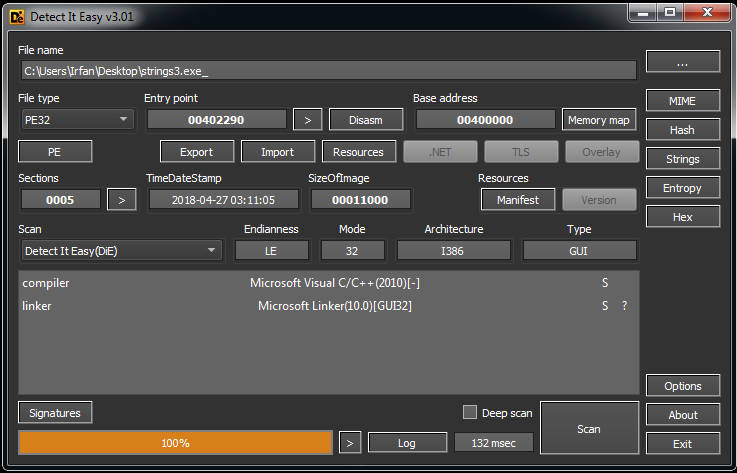 Detect It Easy v3.01
File name
C:\Users\Irfan\Desktop\strings3.exe_
...
File type Entry point Base address
PE32 00402290 > Disasm 00400000 Memory map MIME
PE Export Import Resources .NET TLS Overlay Hash
Strings
Sections TimeDateStamp SizeOfImage Resources
0005 > 2018-04-27 03:11:05 00011000 Manifest Version Entropy
Hex
Scan Endianness Mode Architecture Type
Detect It Easy(DiE) LE 32 I386 GUI
compiler Microsoft Visual C/C++(2010)[-] S
linker Microsoft Linker(10.0)[GUI32] S ?
Options
Signatures Deep scan Scan About
100% > Log 132 msec Exit